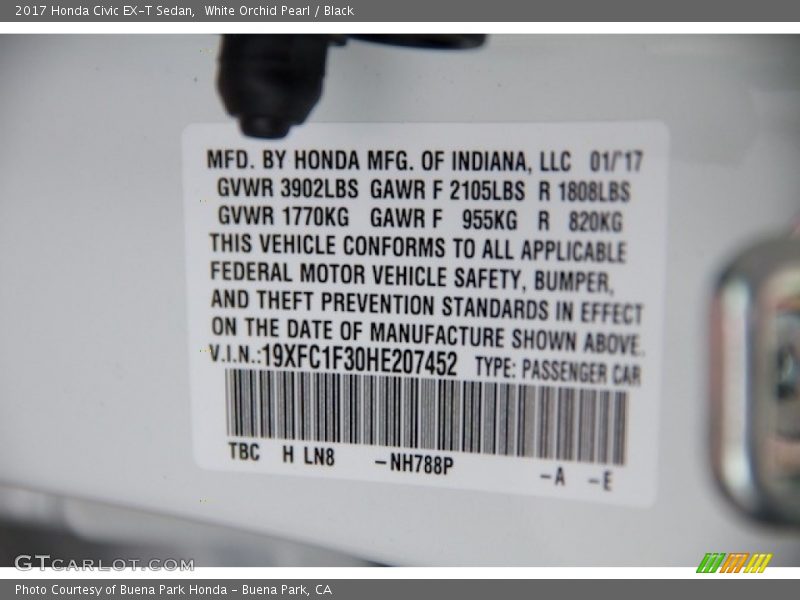 2017 Honda Civic EX-T Sedan, White Orchid Pearl / Black
MFD. BY HONDA MFG. OF INDIANA, LLC 01/'17
GVWR 3902LBS GAWR F 2105LBS R 1808LBS
GVWR 1770KG GAWR F 955KG R 820KG
THIS VEHICLE CONFORMS TO ALL APPLICABLE
FEDERAL MOTOR VEHICLE SAFETY, BUMPER,
AND THEFT PREVENTION STANDARDS IN EFFECT
ON THE DATE OF MANUFACTURE SHOWN ABOVE.
V.I.N.:19XFC1F30HE207452 TYPE: PASSENGER CAR
TBC H LN8 -NH788P -A -E
GTCARLOT.COM
Photo Courtesy of Buena Park Honda - Buena Park, CA